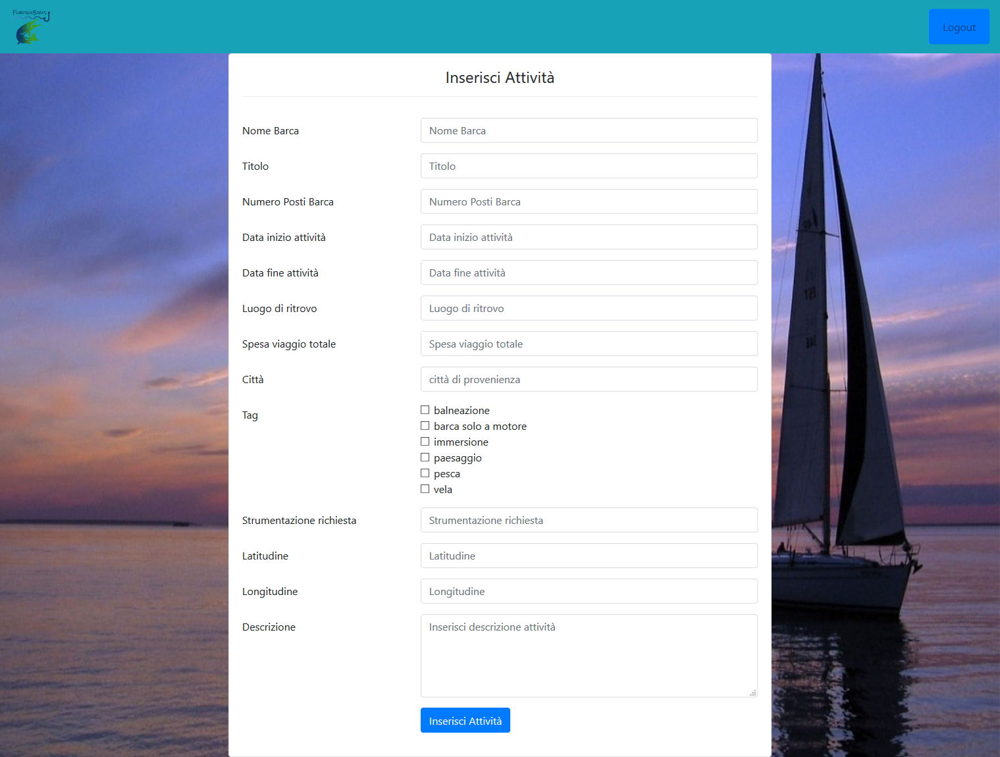 FloatingBoats
Logout
Inserisci Attività
Nome Barca
Nome Barca
Titolo
Titolo
Numero Posti Barca
Numero Posti Barca
Data inizio attività
Data inizio attività
Data fine attività
Data fine attività
Luogo di ritrovo
Luogo di ritrovo
Spesa viaggio totale
Spesa viaggio totale
Città
città di provenienza
Tag
balneazione
barca solo a motore
immersione
paesaggio
pesca
vela
Strumentazione richiesta
Strumentazione richiesta
Latitudine
Latitudine
Longitudine
Longitudine
Descrizione
Inserisci descrizione attività
Inserisci Attività